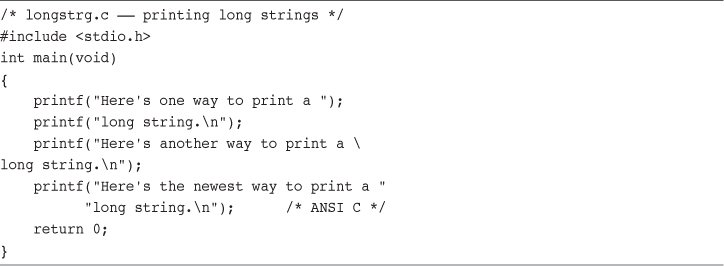 /* longstrg.c –– printing long strings */
#include <stdio.h>
int main(void)
{
    printf("Here's one way to print a ");
    printf("long string.\n");
    printf("Here's another way to print a \
long string.\n");
    printf("Here's the newest way to print a "
          "long string.\n");      /* ANSI C */
    return 0;
}